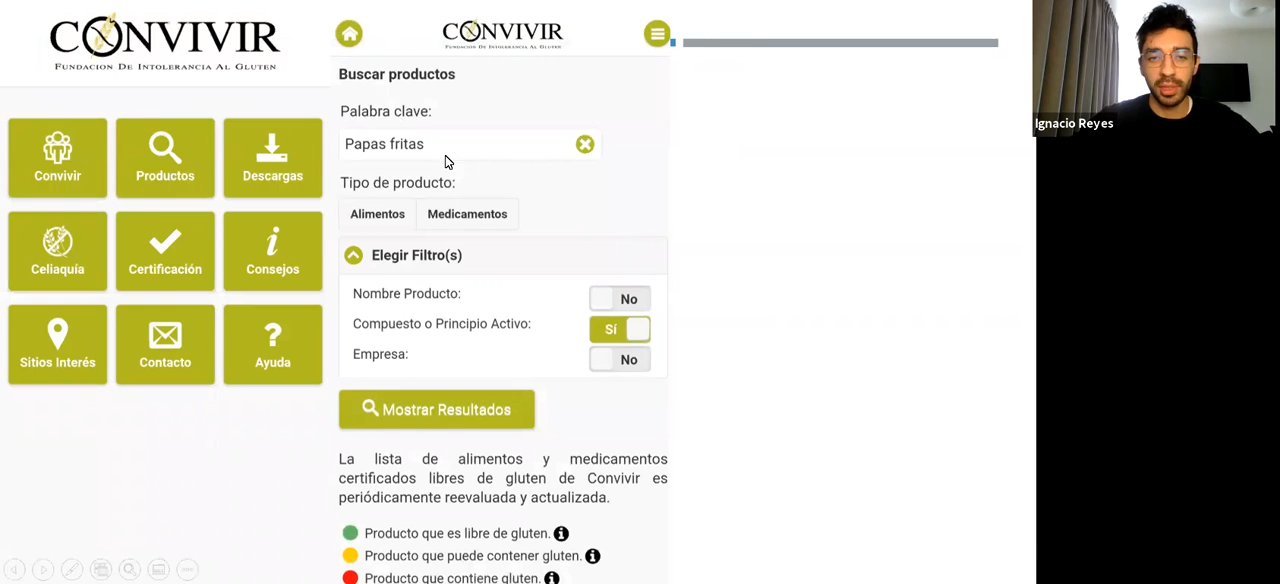 CONVIVIR
FUNDACION DE INTOLERANCIA AL GLUTEN
Convivir
Productos
Descargas
Celiaquía
Certificación
Consejos
Sitios Interés
Contacto
Ayuda
CONVIVIR
FUNDACION DE INTOLERANCIA AL GLUTEN
Buscar productos
Palabra clave:
Papas fritas
Tipo de producto:
Alimentos
Medicamentos
Elegir Filtro(s)
Nombre Producto:
No
Compuesto o Principio Activo:
Sí
Empresa:
No
Mostrar Resultados
La lista de alimentos y medicamentos
certificados libres de gluten de Convivir es
periódicamente reevaluada y actualizada.
Producto que es libre de gluten.
Producto que puede contener gluten.
Producto que contiene gluten.
Ignacio Reyes